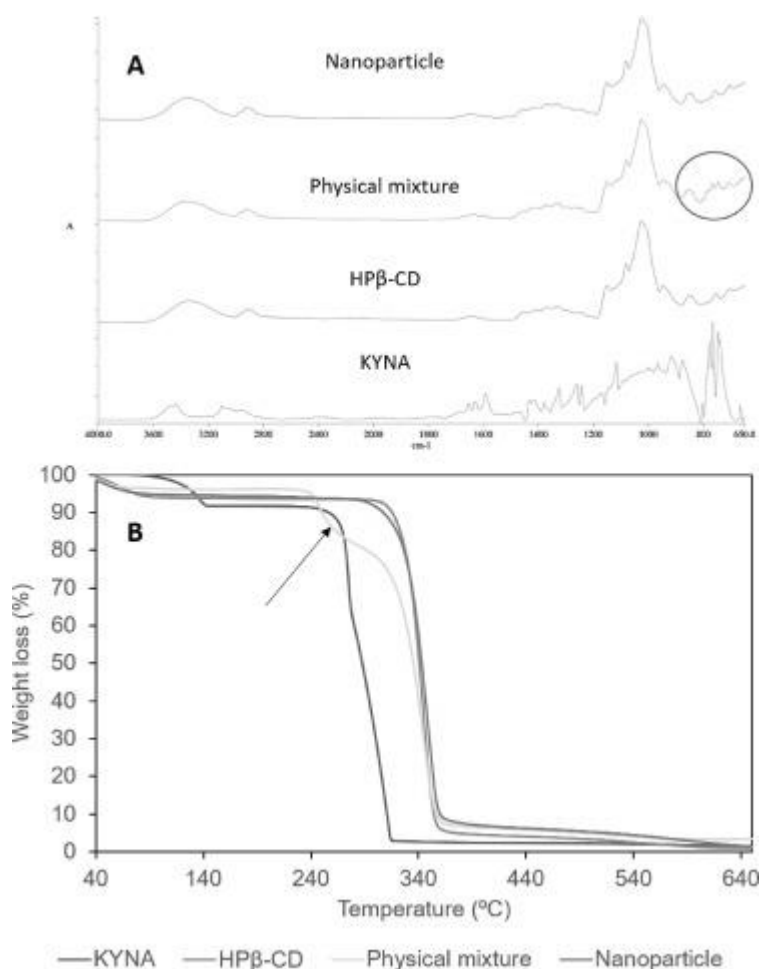 A
Nanoparticle
Physical mixture
HPβ-CD
KYNA
A
4000.0 3600 3200 2800 2400 2000 1800 1600 1400 1200 1000 800 650.0
cm-1
B
100
90
80
70
60
50
40
30
20
10
0
Weight loss (%)
40 140 240 340 440 540 640
Temperature (ºC)
KYNA HPβ-CD Physical mixture Nanoparticle